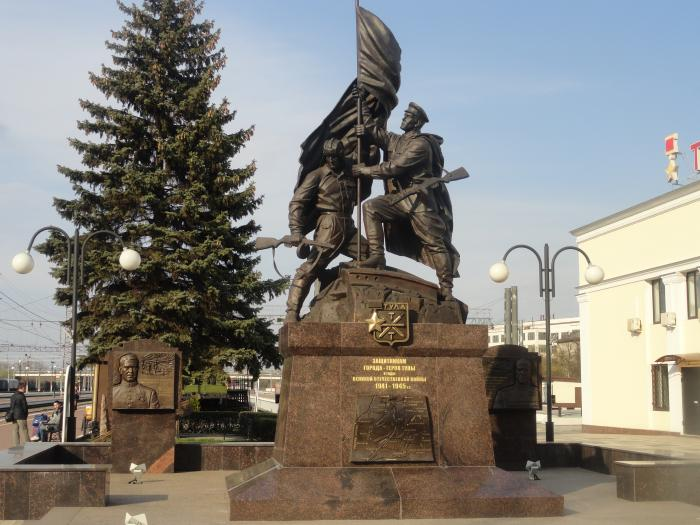 ТУЛА
ЗАЩИТНИКАМ
ГОРОДА - ГЕРОЯ ТУЛЫ
В ГОДЫ
ВЕЛИКОЙ ОТЕЧЕСТВЕННОЙ ВОЙНЫ
1941 - 1945 гг.
Т